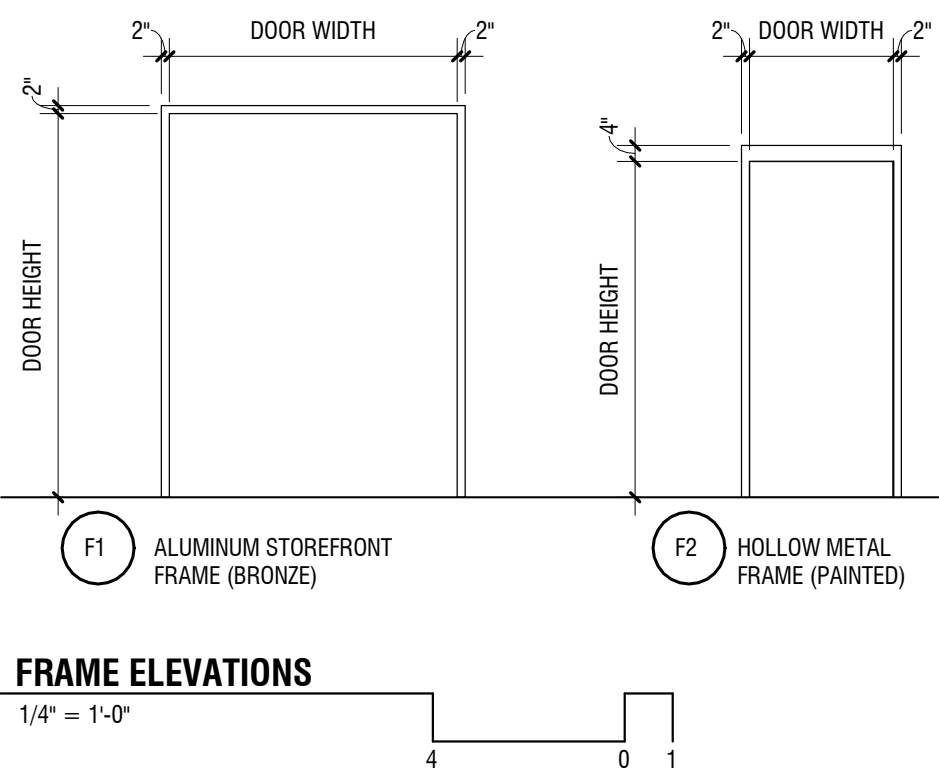 2"
DOOR WIDTH
2"
2"
DOOR HEIGHT
F1
ALUMINUM STOREFRONT
FRAME (BRONZE)
2"
DOOR WIDTH
2"
4"
DOOR HEIGHT
F2
HOLLOW METAL
FRAME (PAINTED)
FRAME ELEVATIONS
1/4" = 1'-0"
4 0 1